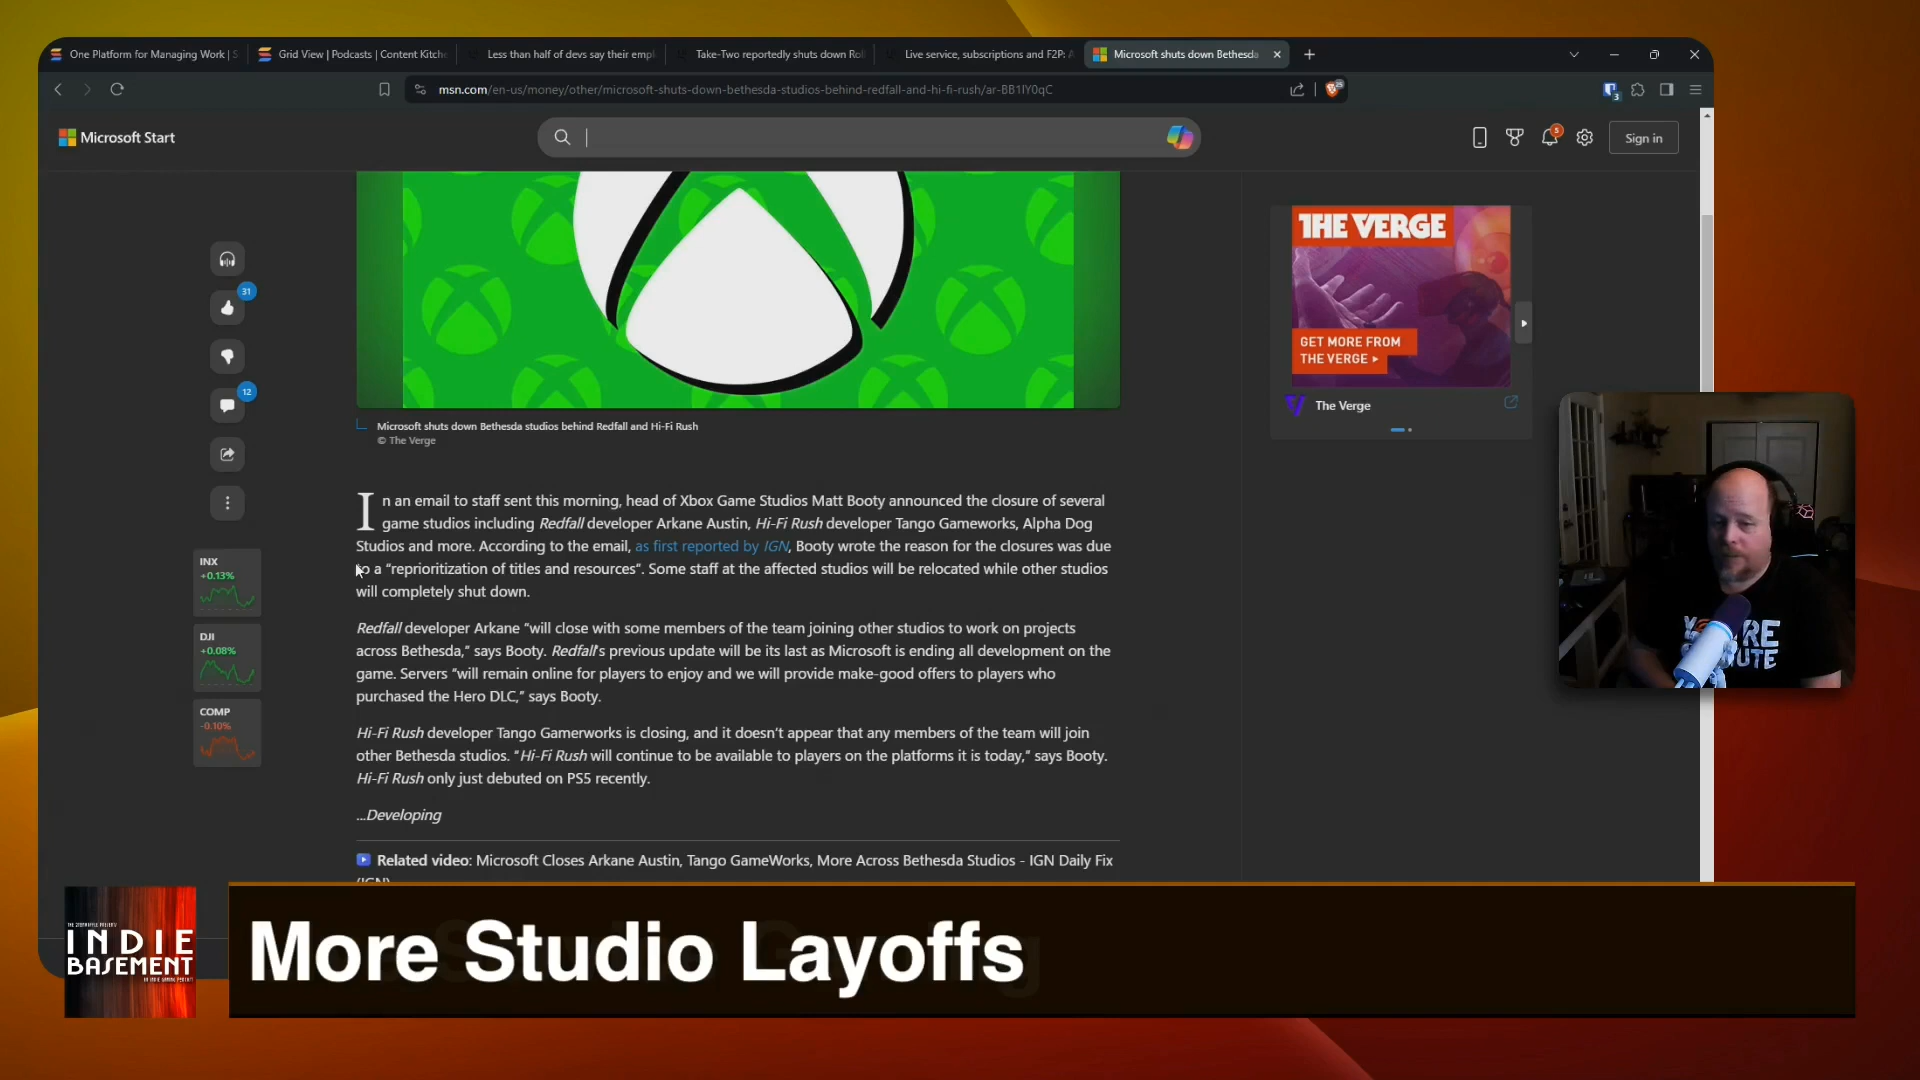 One Platform for Managing Work | S
Grid View | Podcasts | Content Kitche
Less than half of devs say their empl
Take-Two reportedly shuts down Roll
Live service, subscriptions and F2P: A
Microsoft shuts down Bethesda
msn.com/en-us/money/other/microsoft-shuts-down-bethesda-studios-behind-redfall-and-hi-fi-rush/ar-BB1lY0qC
25
3
Microsoft Start
5
Sign in
31
12
THE VERGE
GET MORE FROM
THE VERGE
The Verge
Microsoft shuts down Bethesda studios behind Redfall and Hi-Fi Rush
© The Verge
In an email to staff sent this morning, head of Xbox Game Studios Matt Booty announced the closure of several
game studios including Redfall developer Arkane Austin, Hi-Fi Rush developer Tango Gameworks, Alpha Dog
Studios and more. According to the email, as first reported by IGN, Booty wrote the reason for the closures was due
to a “reprioritization of titles and resources“. Some staff at the affected studios will be relocated while other studios
will completely shut down.
Redfall developer Arkane “will close with some members of the team joining other studios to work on projects
across Bethesda,” says Booty. Redfall’s previous update will be its last as Microsoft is ending all development on the
game. Servers “will remain online for players to enjoy and we will provide make-good offers to players who
purchased the Hero DLC,” says Booty.
Hi-Fi Rush developer Tango Gamerworks is closing, and it doesn’t appear that any members of the team will join
other Bethesda studios. “Hi-Fi Rush will continue to be available to players on the platforms it is today,” says Booty.
Hi-Fi Rush only just debuted on PS5 recently.
...Developing
Related video: Microsoft Closes Arkane Austin, Tango GameWorks, More Across Bethesda Studios - IGN Daily Fix
(IGN)
INX
+0.13%
DJI
+0.08%
COMP
-0.10%
INDIE
BASEMENT
AN INDIE GAMING PODCAST
More Studio Layoffs